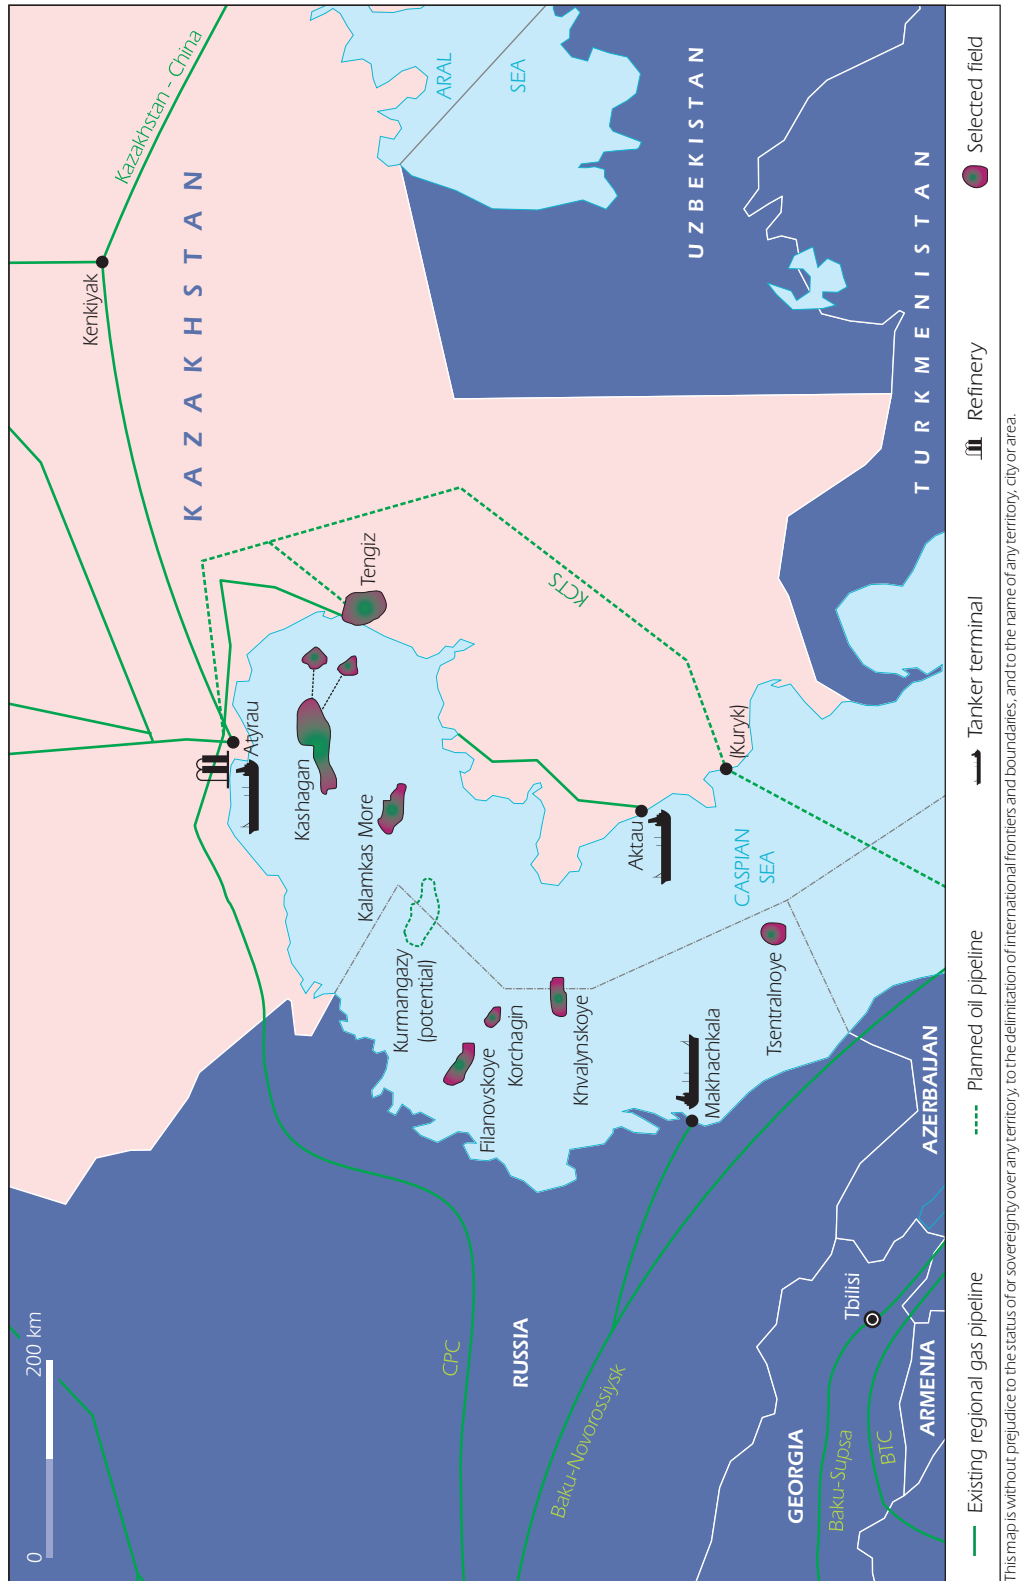 0
200 km
Kazakhstan - China
Kenkiyak
KAZAKHSTAN
ARAL
SEA
UZBEKISTAN
TURKMENISTAN
Atyrau
Tengiz
Kashagan
Kalamkas More
KCTS
Kurmangazy
(potential)
Filanovskoye
Korchagin
Khvalynskoye
Aktau
(Kuryk)
CASPIAN
SEA
Tsentralnoye
Makhachkala
CPC
RUSSIA
Baku-Novorossiysk
GEORGIA
Tbilisi
Baku-Supsa
BTC
ARMENIA
AZERBAIJAN
Existing regional gas pipeline
Planned oil pipeline
Tanker terminal
Refinery
Selected field
This map is without prejudice to the status of or sovereignty over any territory, to the delimitation of international frontiers and boundaries, and to the name of any territory, city or area.